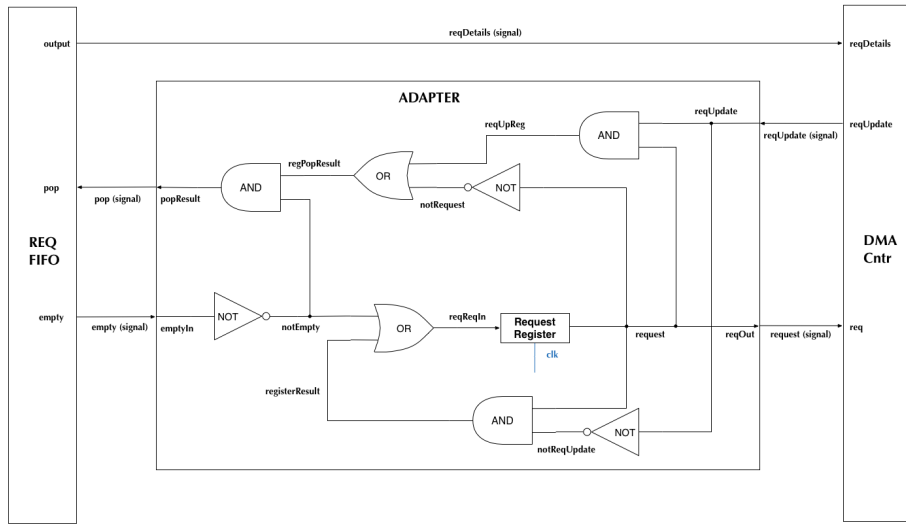 reqDetails (signal)
output
reqDetails
ADAPTER
reqUpdate
reqUpReg
AND
reqUpdate
reqUpdate (signal)
regPopResult
OR
NOT
notRequest
AND
pop
popResult
pop (signal)
REQ
FIFO
DMA
Cntr
empty
empty (signal)
emptyIn
NOT
notEmpty
OR
reqReqIn
Request
Register
clk
request
reqOut
request (signal)
req
registerResult
AND
NOT
notReqUpdate